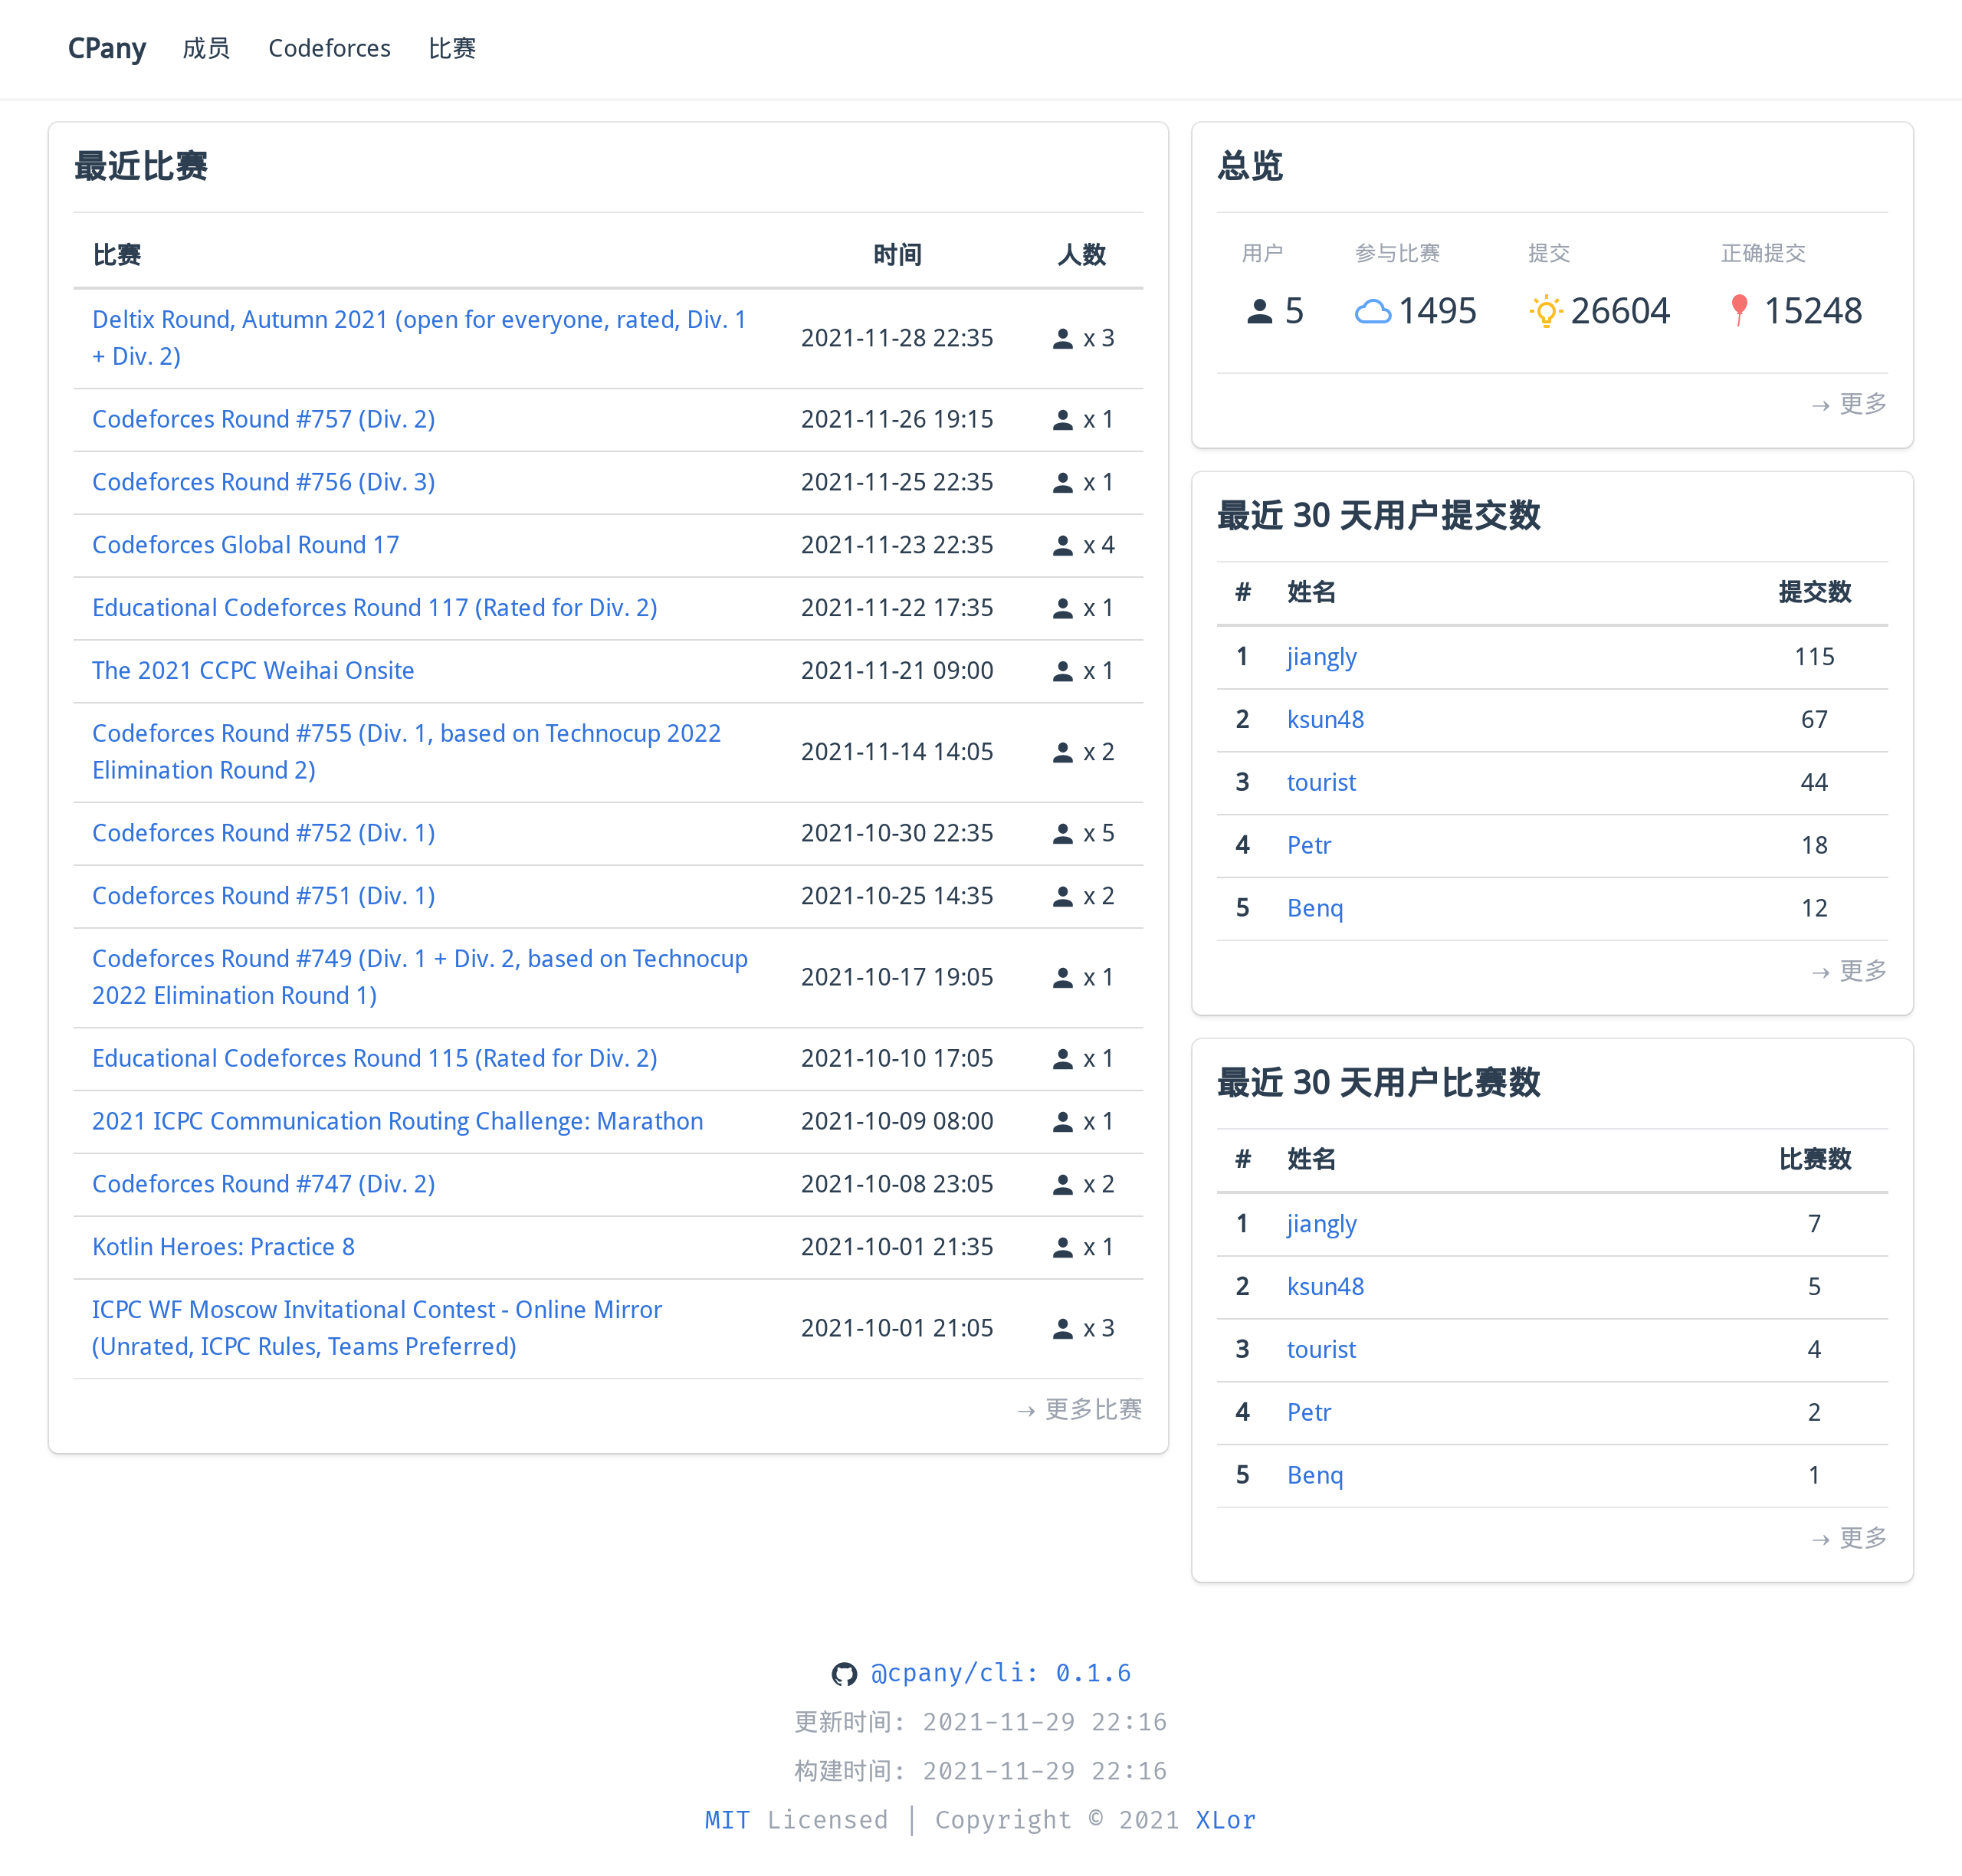 CPany 成员 Codeforces 比赛
最近比赛
比赛 时间 人数
Deltix Round, Autumn 2021 (open for everyone, rated, Div. 1
+ Div. 2) 2021-11-28 22:35 x 3
Codeforces Round #757 (Div. 2) 2021-11-26 19:15 x 1
Codeforces Round #756 (Div. 3) 2021-11-25 22:35 x 1
Codeforces Global Round 17 2021-11-23 22:35 x 4
Educational Codeforces Round 117 (Rated for Div. 2) 2021-11-22 17:35 x 1
The 2021 CCPC Weihai Onsite 2021-11-21 09:00 x 1
Codeforces Round #755 (Div. 1, based on Technocup 2022
Elimination Round 2) 2021-11-14 14:05 x 2
Codeforces Round #752 (Div. 1) 2021-10-30 22:35 x 5
Codeforces Round #751 (Div. 1) 2021-10-25 14:35 x 2
Codeforces Round #749 (Div. 1 + Div. 2, based on Technocup
2022 Elimination Round 1) 2021-10-17 19:05 x 1
Educational Codeforces Round 115 (Rated for Div. 2) 2021-10-10 17:05 x 1
2021 ICPC Communication Routing Challenge: Marathon 2021-10-09 08:00 x 1
Codeforces Round #747 (Div. 2) 2021-10-08 23:05 x 2
Kotlin Heroes: Practice 8 2021-10-01 21:35 x 1
ICPC WF Moscow Invitational Contest - Online Mirror
(Unrated, ICPC Rules, Teams Preferred) 2021-10-01 21:05 x 3
→ 更多比赛
总览
用户 参与比赛 提交 正确提交
5 1495 26604 15248
→ 更多
最近 30 天用户提交数
# 姓名 提交数
1 jiangly 115
2 ksun48 67
3 tourist 44
4 Petr 18
5 Benq 12
→ 更多
最近 30 天用户比赛数
# 姓名 比赛数
1 jiangly 7
2 ksun48 5
3 tourist 4
4 Petr 2
5 Benq 1
→ 更多
@cpany/cli: 0.1.6
更新时间: 2021-11-29 22:16
构建时间: 2021-11-29 22:16
MIT Licensed | Copyright © 2021 XLor